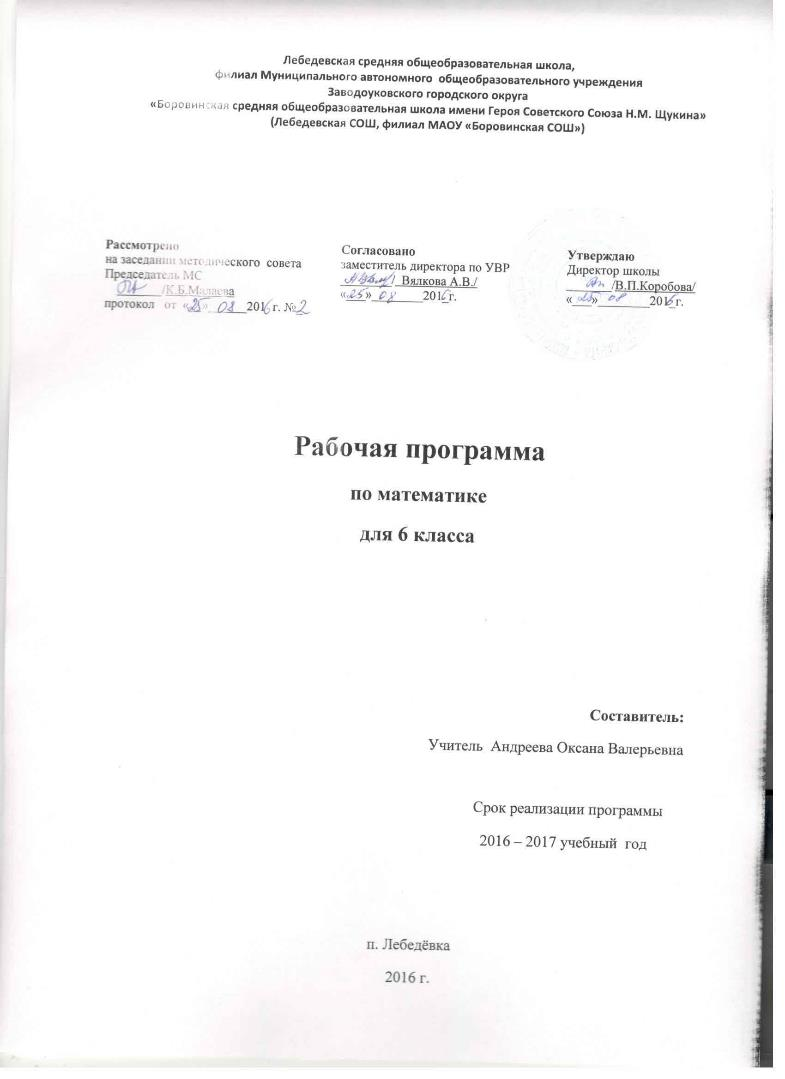 Лебедевская средняя общеобразовательная школа,
филиал Муниципального автономного общеобразовательного учреждения
Заводоуковского городского округа
«Боровинская средняя общеобразовательная школа имени Героя Советского Союза Н.М. Щукина»
(Лебедевская СОШ, филиал МАОУ «Боровинская СОШ»)
Рассмотрено
на заседании методического совета
Председатель МС
/К.Б.Малаева
протокол от «25» 08 2016 г. №2
Согласовано
заместитель директора по УВР
/ Вялкова А.В./
«25» 08 2016г.
Утверждаю
Директор школы
/В.П.Коробова/
«25» 08 2016г.
Рабочая программа
по математике
для 6 класса
Составитель:
Учитель Андреева Оксана Валерьевна
Срок реализации программы
2016 – 2017 учебный год
п. Лебедёвка
2016 г.